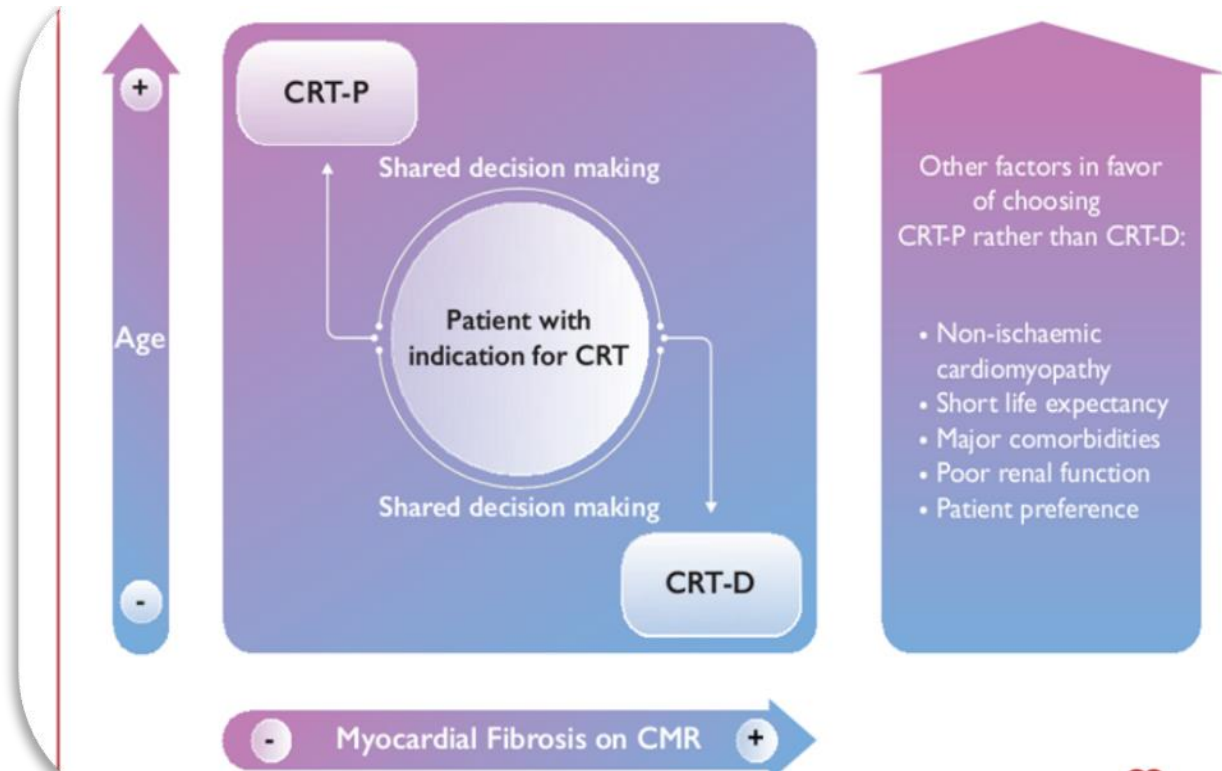 +
Age
-
CRT-P
Shared decision making
Patient with
indication for CRT
Shared decision making
CRT-D
- Myocardial Fibrosis on CMR +
Other factors in favor
of choosing
CRT-P rather than CRT-D:
• Non-ischaemic
cardiomyopathy
• Short life expectancy
• Major comorbidities
• Poor renal function
• Patient preference